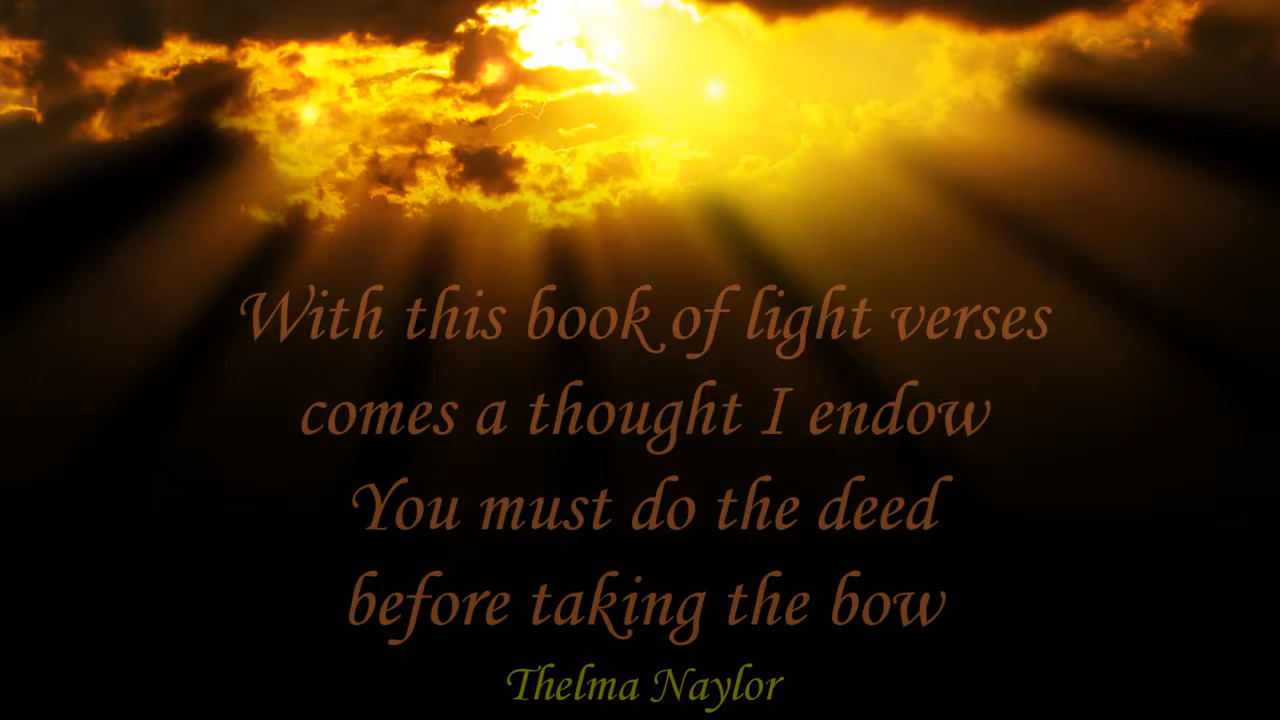 With this book of light verses
comes a thought I endow
You must do the deed
before taking the bow
Thelma Naylor